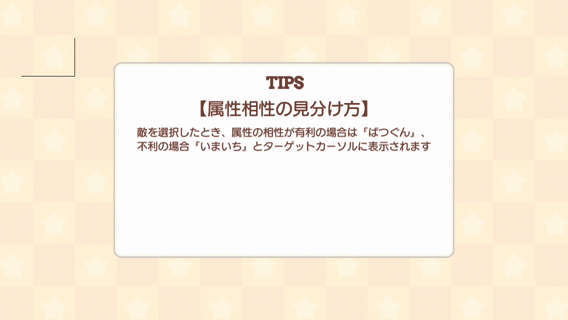 TIPS
【属性相性の見分け方】
敵を選択したとき、属性の相性が有利の場合は「ばつぐん」、
不利の場合「いまいち」とターゲットカーソルに表示されます